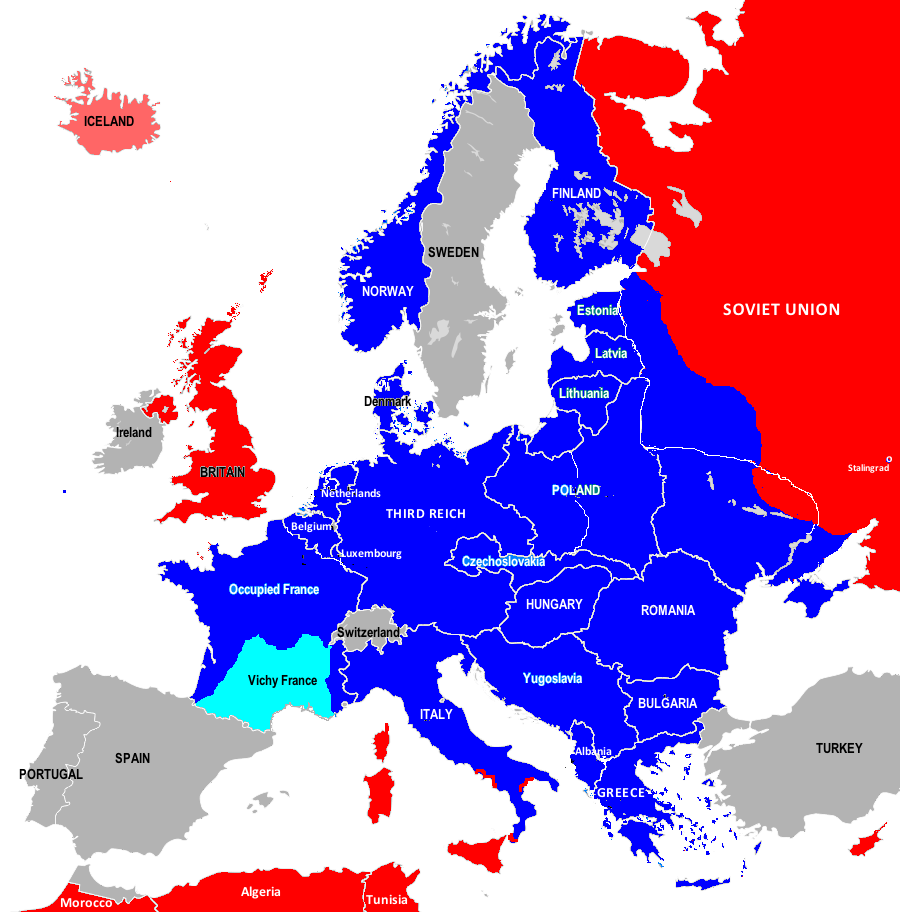 ICELAND
FINLAND
SWEDEN
NORWAY
SOVIET UNION
Estonia
Latvia
Lithuania
Denmark
Ireland
BRITAIN
Stalingrad
Netherlands
POLAND
THIRD REICH
Belgium
Luxembourg
Czechoslovakia
Occupied France
HUNGARY
ROMANIA
Switzerland
Vichy France
Yugoslavia
BULGARIA
ITALY
TURKEY
Albania
SPAIN
PORTUGAL
GREECE
Algeria
Morocco
Tunisia